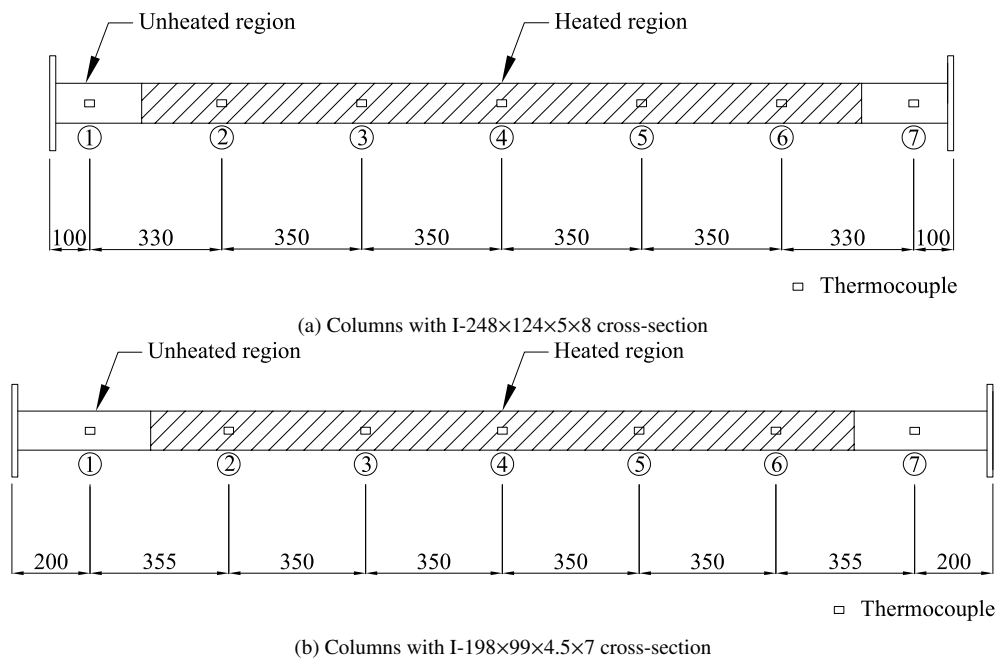 Unheated region Heated region
① ② ③ ④ ⑤ ⑥ ⑦
100 330 350 350 350 350 330 100
Thermocouple
(a) Columns with I-248×124×5×8 cross-section
Unheated region Heated region
① ② ③ ④ ⑤ ⑥ ⑦
200 355 350 350 350 350 355 200
Thermocouple
(b) Columns with I-198×99×4.5×7 cross-section